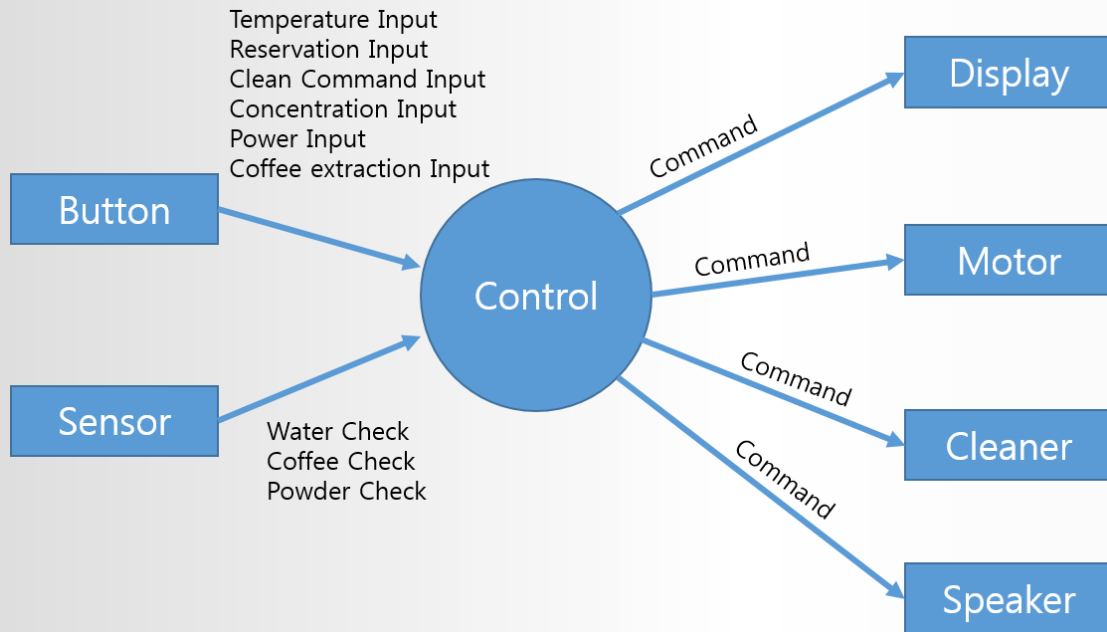 Temperature Input
Reservation Input
Clean Command Input
Concentration Input
Power Input
Coffee extraction Input
Button
Sensor
Water Check
Coffee Check
Powder Check
Control
Command
Command
Command
Command
Display
Motor
Cleaner
Speaker